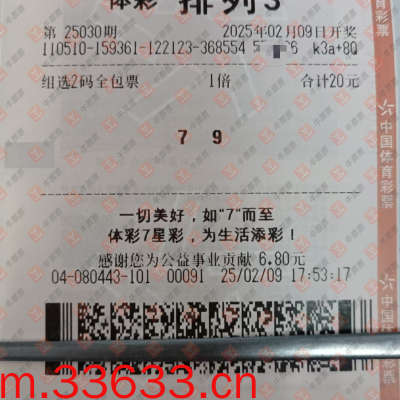 体彩 排列3
第 25030期 2025年02月09日开奖
110510-159361-122123-368554 k3a+8Q
组选2码全包票 1倍 合计20元
7 9
一切美好，如"7"而至
体彩7星彩，为生活添彩！
感谢您为公益事业贡献 6.80元
04-080443-101 00091 25/02/09 17:53:17
中国体育彩票
m.33633.cn